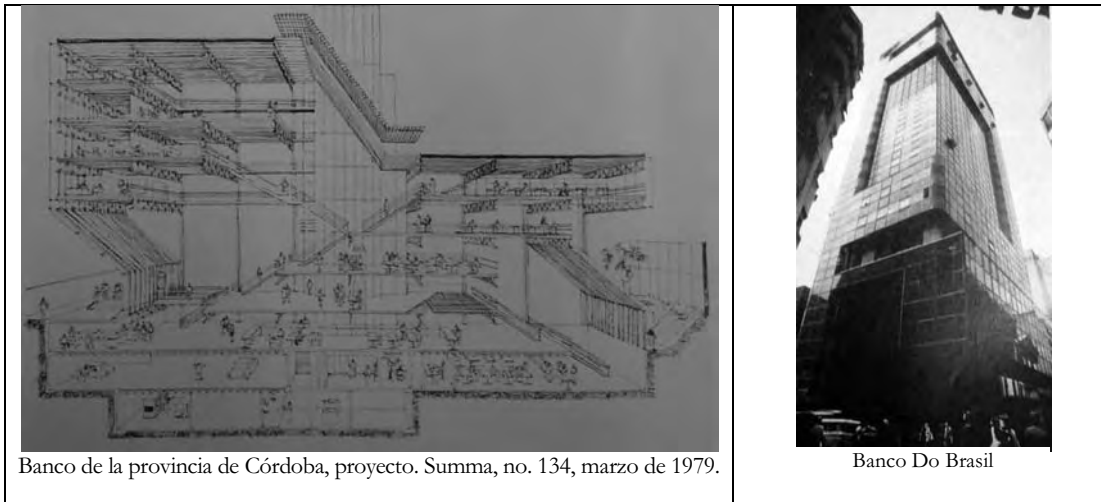 Banco de la provincia de Córdoba, proyecto. Summa, no. 134, marzo de 1979.
Banco Do Brasil